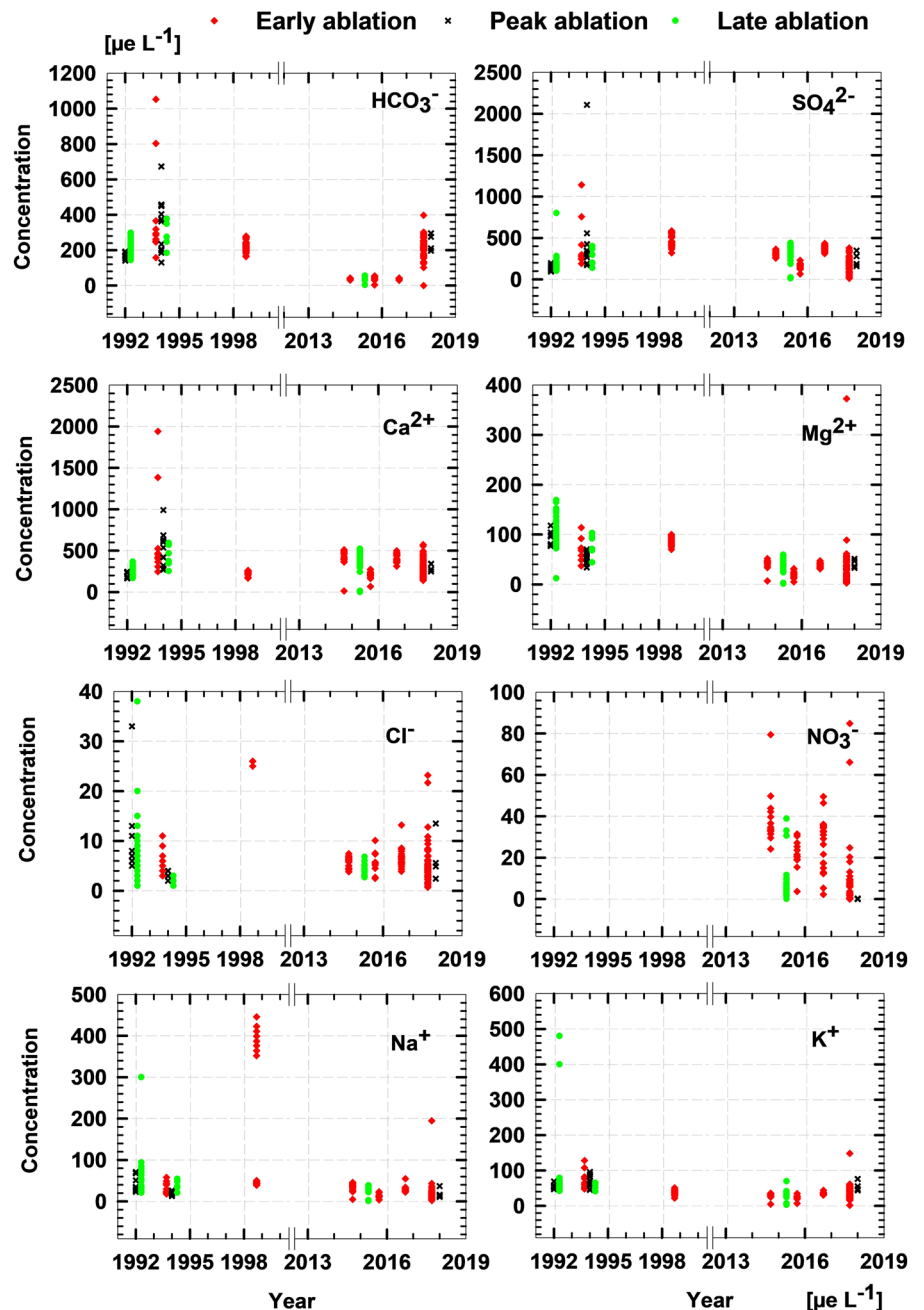 Early ablation Peak ablation Late ablation
[µe L⁻¹]
Concentration
1200
1000
800
600
400
200
0
HCO₃⁻
1992 1995 1998 2013 2016 2019
2500
2000
1500
1000
500
0
SO₄²⁻
1992 1995 1998 2013 2016 2019
Concentration
2500
2000
1500
1000
500
0
Ca²⁺
1992 1995 1998 2013 2016 2019
400
300
200
100
0
Mg²⁺
1992 1995 1998 2013 2016 2019
Concentration
40
30
20
10
0
Cl⁻
1992 1995 1998 2013 2016 2019
100
80
60
40
20
0
NO₃⁻
1992 1995 1998 2013 2016 2019
Concentration
500
400
300
200
100
0
Na⁺
1992 1995 1998 2013 2016 2019
600
500
400
300
200
100
0
K⁺
1992 1995 1998 2013 2016 2019
Year Year [µe L⁻¹]